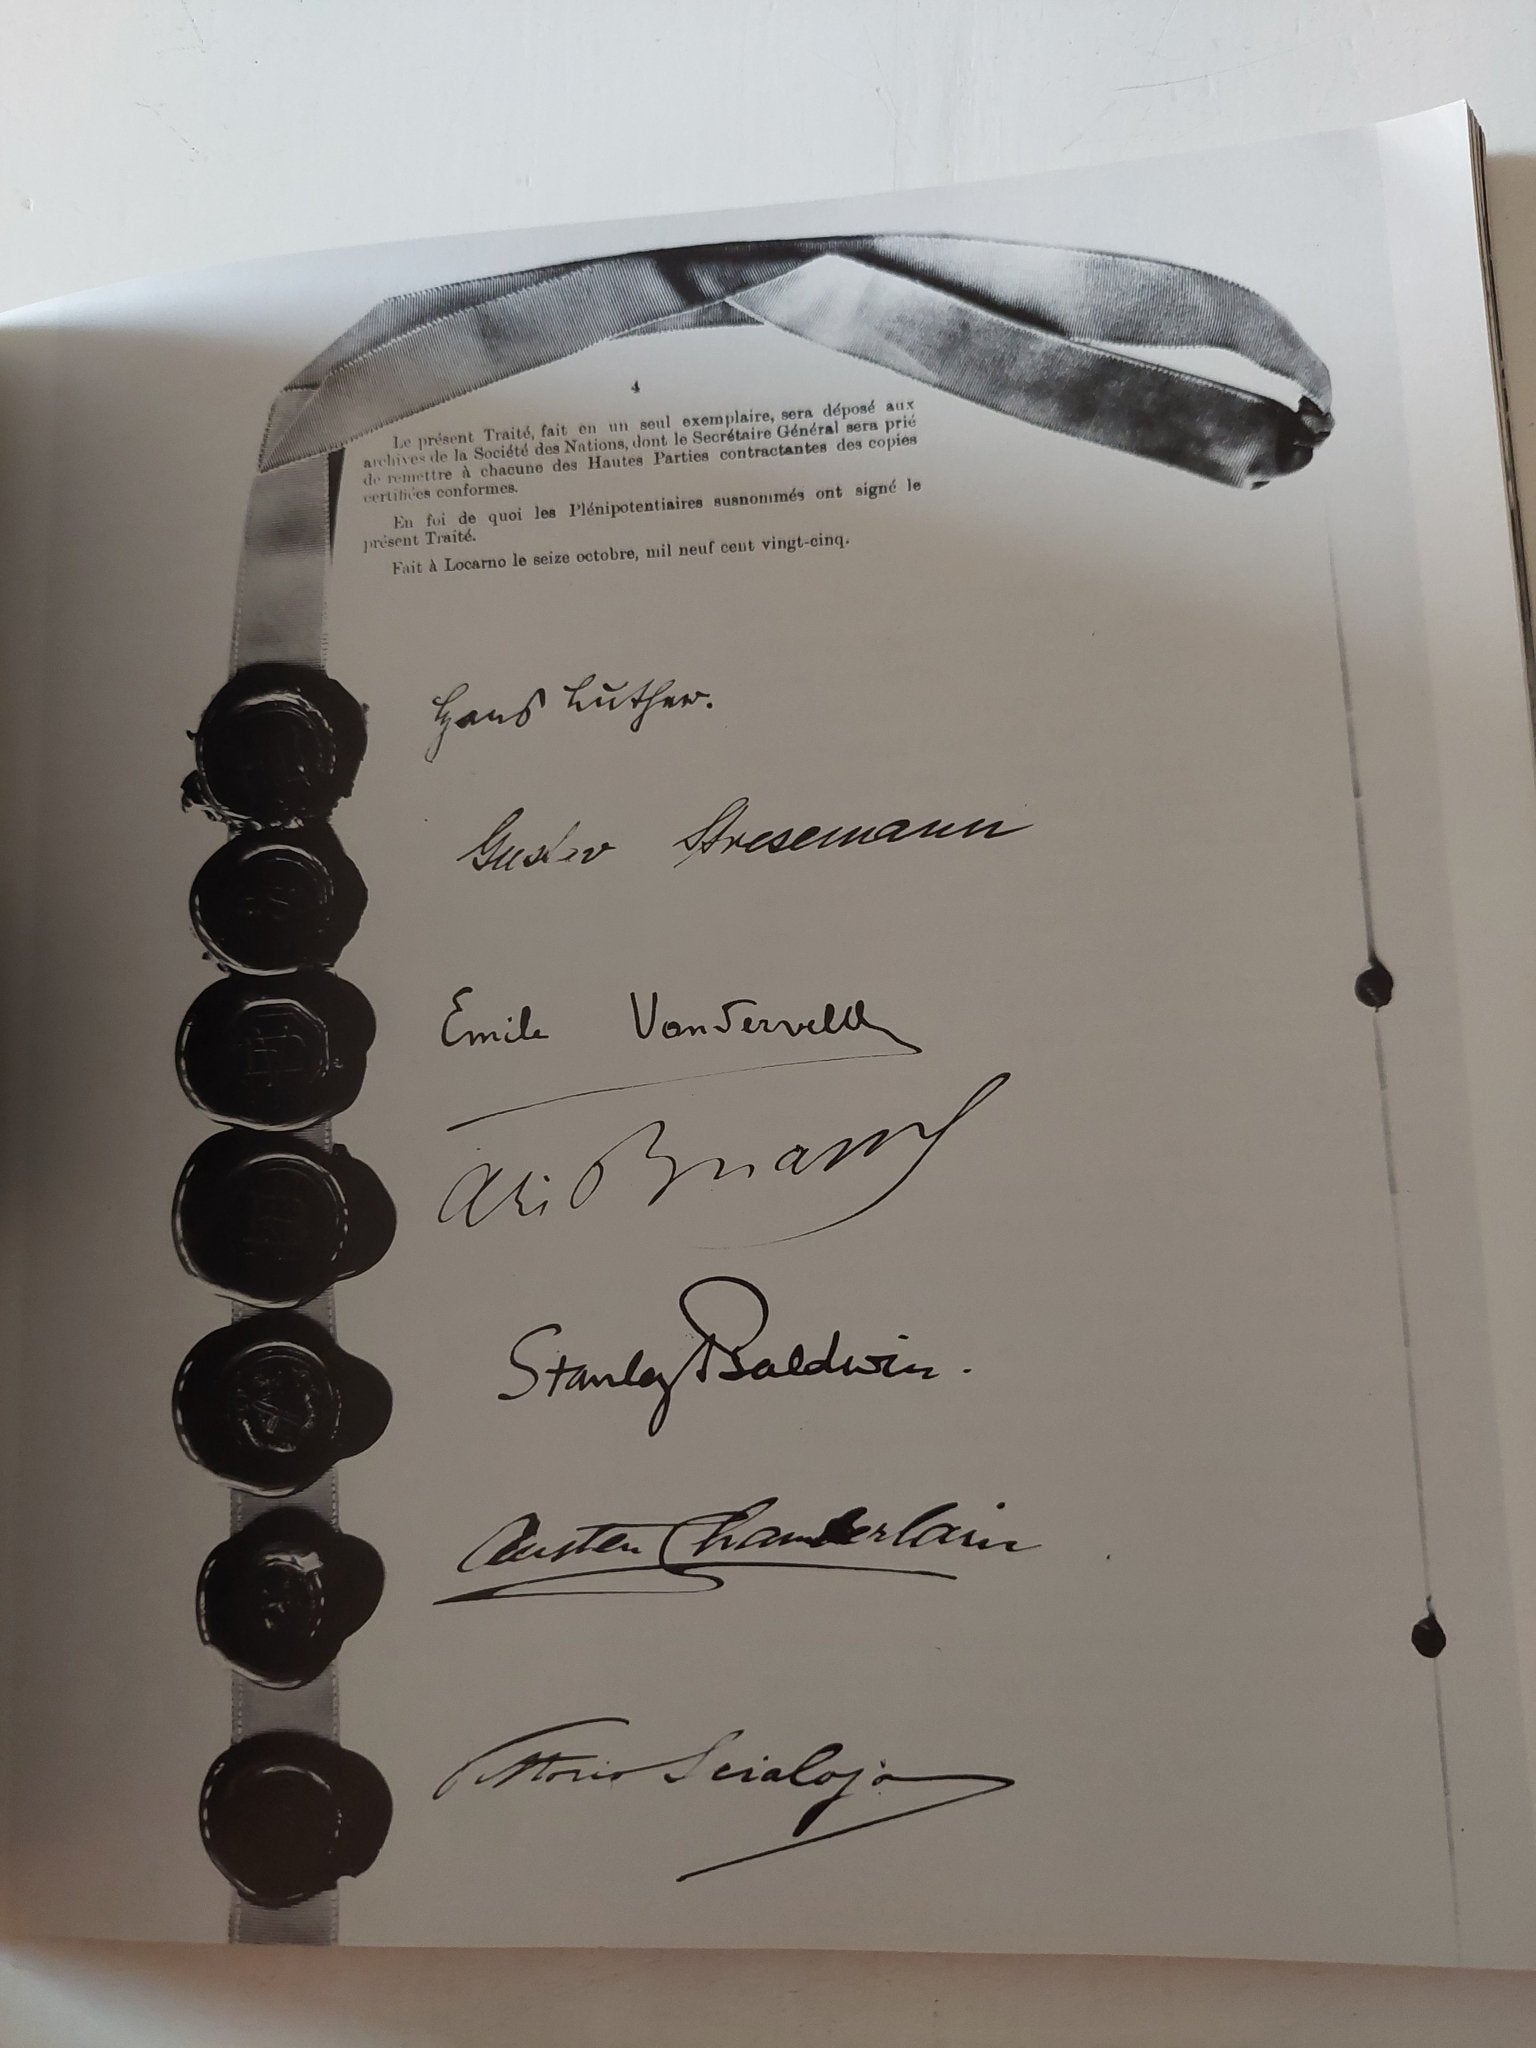 4
Le présent Traité, fait en un seul exemplaire, sera déposé aux
archives de la Société des Nations, dont le Secrétaire Général sera prié
de remettre à chacune des Hautes Parties contractantes des copies
certifiées conformes.
En foi de quoi les Plénipotentiaires susnommés ont signé le
présent Traité.
Fait à Locarno le seize octobre, mil neuf cent vingt-cinq.
Hans Luther.
Gustav Stresemann
Emile Vandervelde
Ari Briand
Stanley Baldwin.
Austen Chamberlain
Vittorio Scialoja